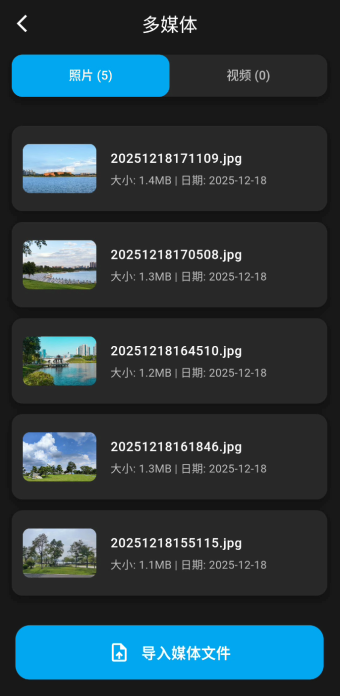 多媒体
照片 (5)
视频 (0)
20251218171109.jpg
大小: 1.4MB | 日期: 2025-12-18
20251218170508.jpg
大小: 1.3MB | 日期: 2025-12-18
20251218164510.jpg
大小: 1.2MB | 日期: 2025-12-18
20251218161846.jpg
大小: 1.3MB | 日期: 2025-12-18
20251218155115.jpg
大小: 1.1MB | 日期: 2025-12-18
导入媒体文件